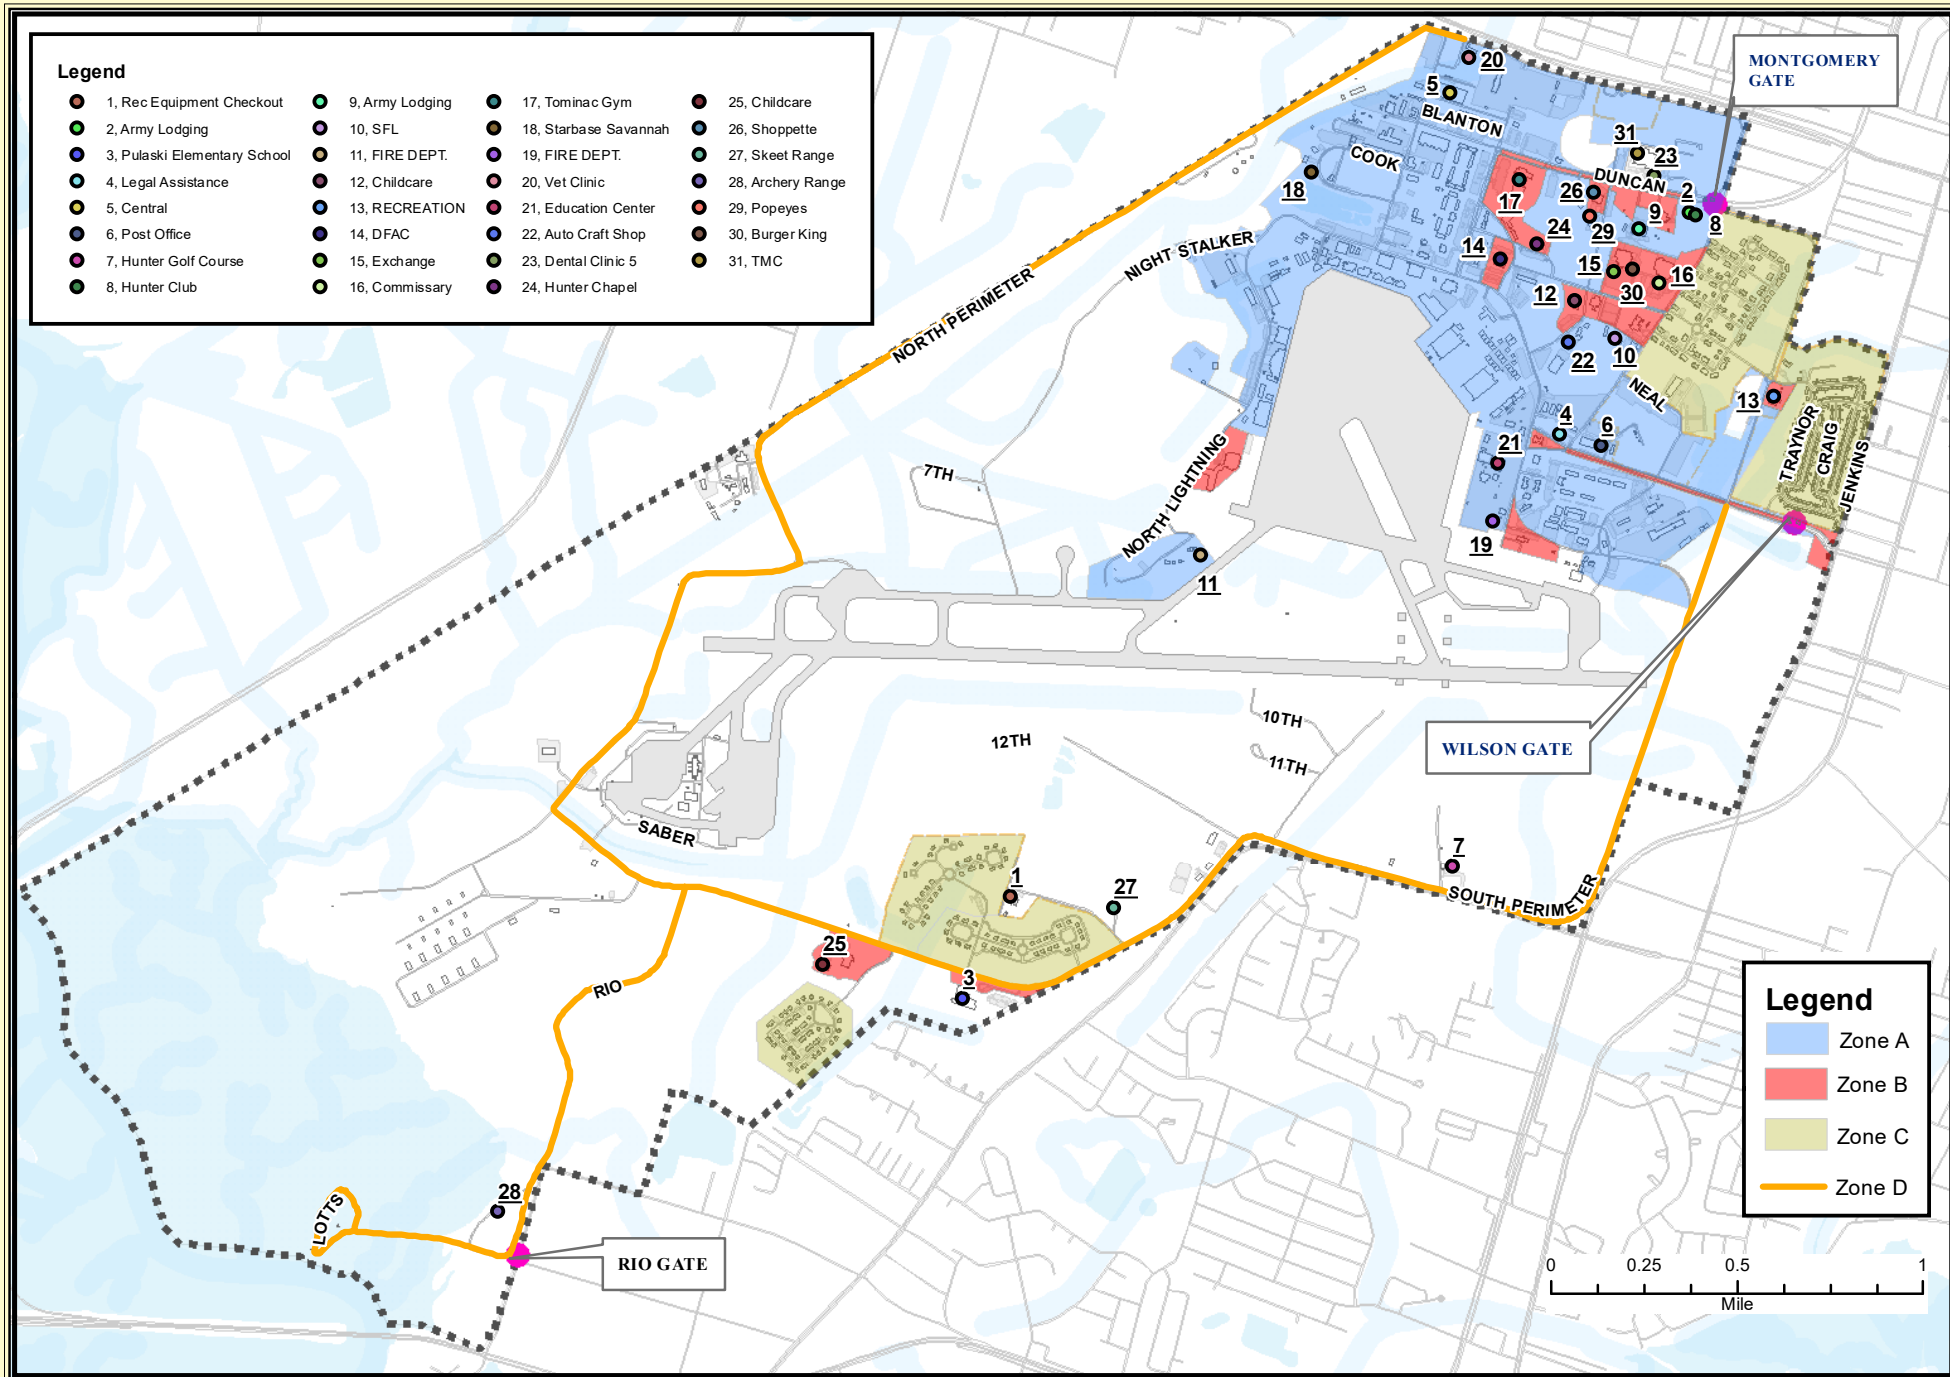 Legend
1, Rec Equipment Checkout
2, Army Lodging
3, Pulaski Elementary School
4, Legal Assistance
5, Central
6, Post Office
7, Hunter Golf Course
8, Hunter Club
9, Army Lodging
10, SFL
11, FIRE DEPT.
12, Childcare
13, RECREATION
14, DFAC
15, Exchange
16, Commissary
17, Tominac Gym
18, Starbase Savannah
19, FIRE DEPT.
20, Vet Clinic
21, Education Center
22, Auto Craft Shop
23, Dental Clinic 5
24, Hunter Chapel
25, Childcare
26, Shoppette
27, Skeet Range
28, Archery Range
29, Popeyes
30, Burger King
31, TMC
MONTGOMERY
GATE
20
5
BLANTON
31
COOK
23
DUNCAN
18
17
26
2
9
8
24
29
NIGHT STALKER
14
15
16
30
12
NORTH PERIMETER
22
10
NEAL
13
4
6
TRAYNOR
CRAIG
JENKINS
21
7TH
NORTH LIGHTNING
19
11
10TH
12TH
11TH
WILSON GATE
SABER
7
1
27
SOUTH PERIMETER
25
3
RIO
28
LOTTS
RIO GATE
Legend
Zone A
Zone B
Zone C
Zone D
0 0.25 0.5 1
Mile